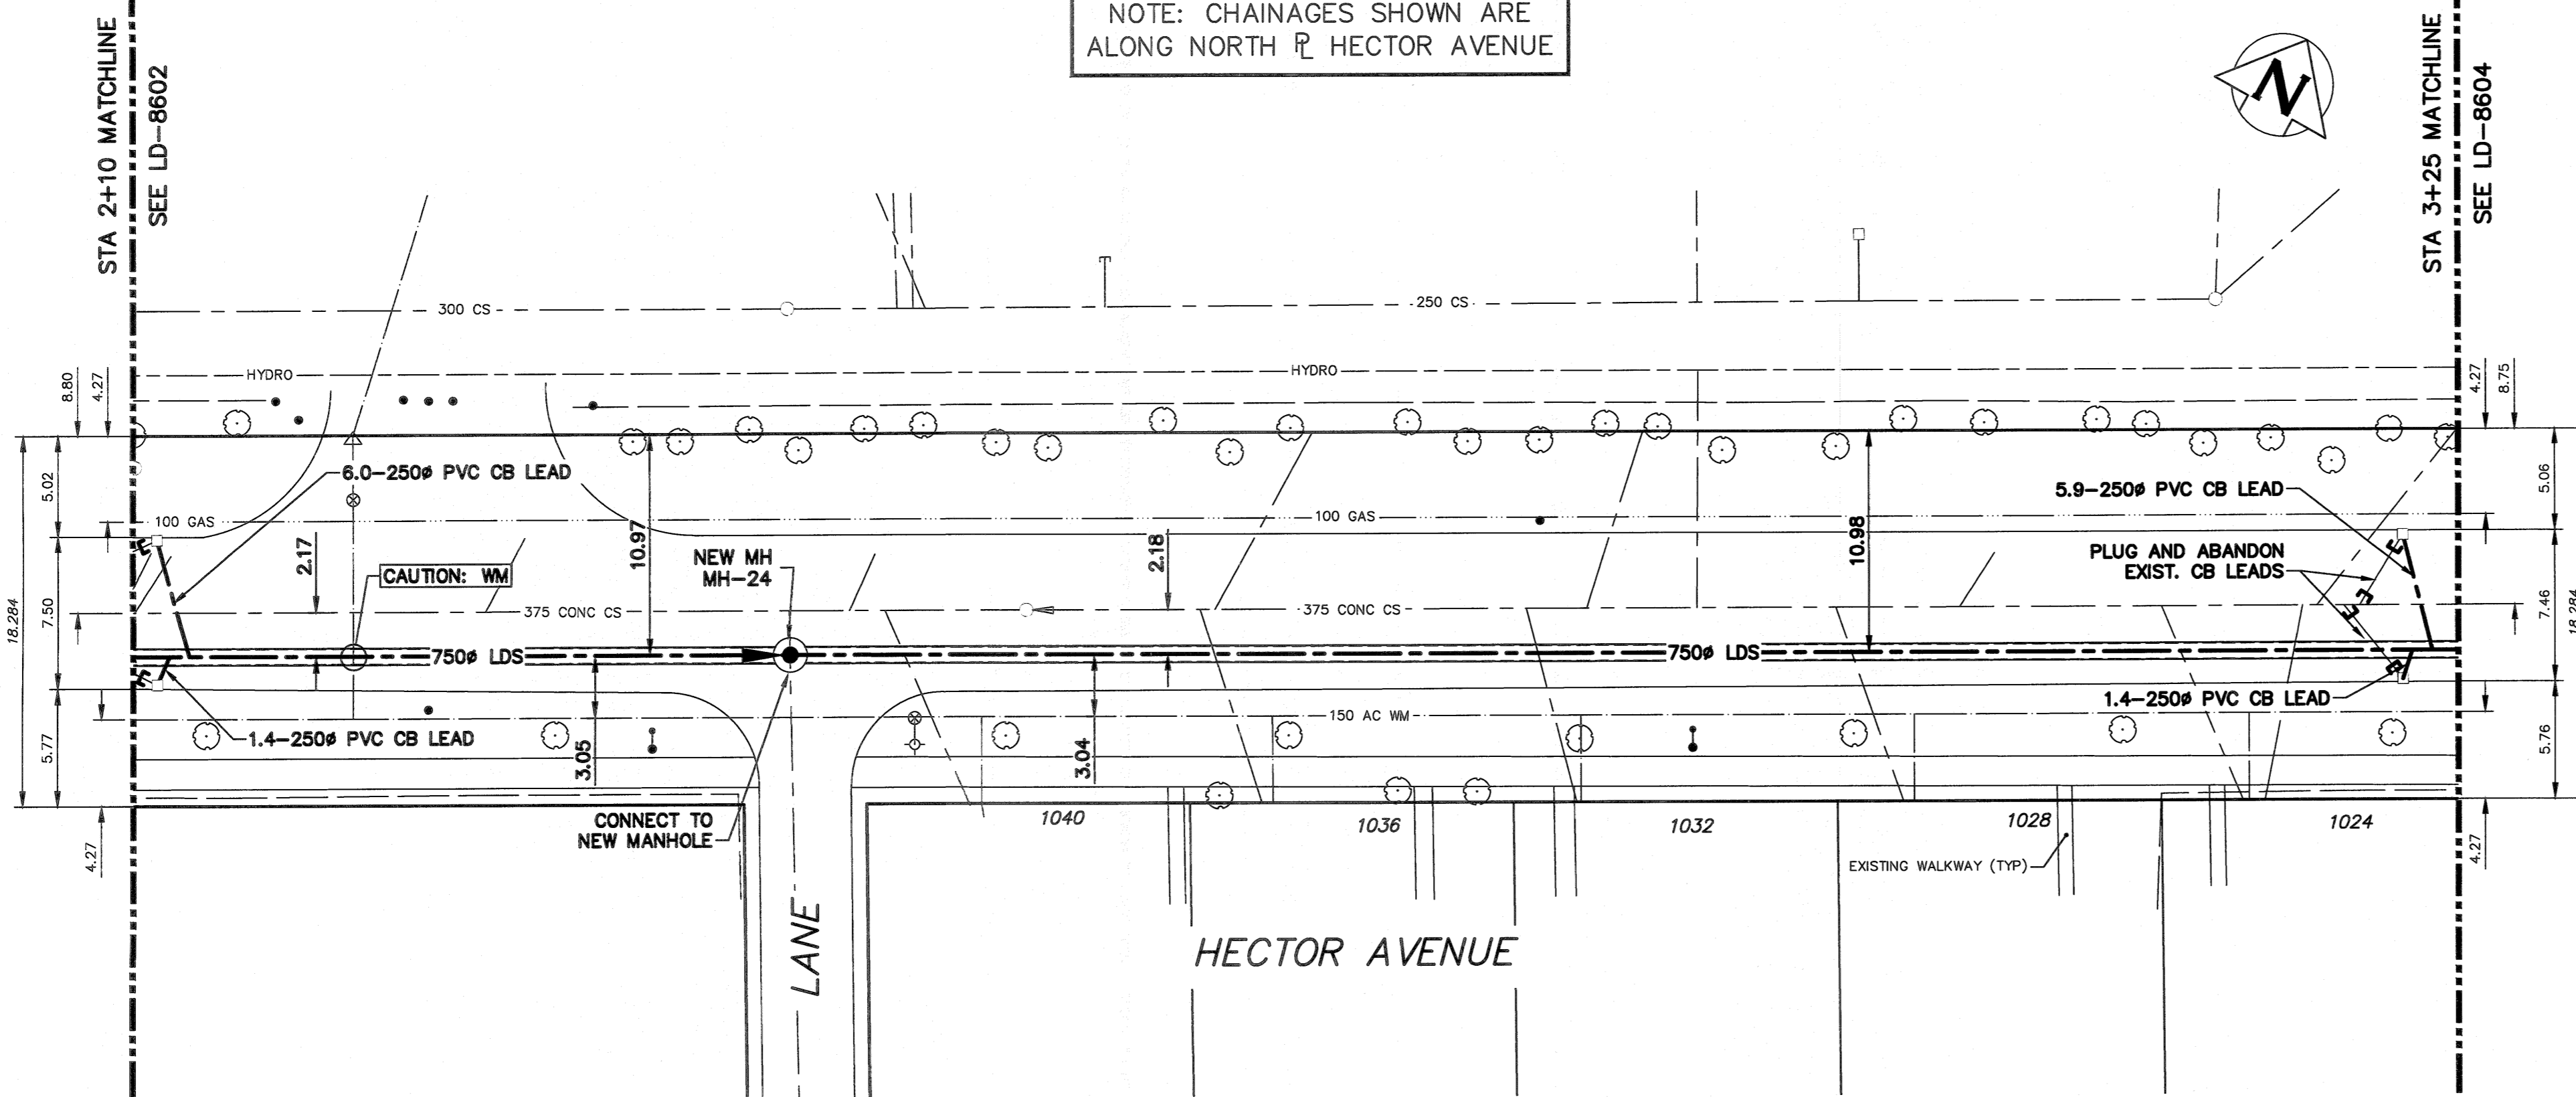 NOTE: CHAINAGES SHOWN ARE
ALONG NORTH ℞ HECTOR AVENUE
STA 2+10 MATCHLINE
SEE LD-8602
STA 3+25 MATCHLINE
SEE LD-8604
N
300 CS
250 CS
HYDRO
HYDRO
8.80
4.27
4.27
8.75
6.0-250ø PVC CB LEAD
5.02
18.284
7.50
5.77
4.27
100 GAS
100 GAS
2.17
CAUTION: WM
10.97
NEW MH
MH-24
2.18
10.98
5.9-250ø PVC CB LEAD
PLUG AND ABANDON
EXIST. CB LEADS
5.06
7.46
18.284
5.76
4.27
375 CONC CS
375 CONC CS
750ø LDS
750ø LDS
1.4-250ø PVC CB LEAD
1.4-250ø PVC CB LEAD
150 AC WM
3.05
3.04
CONNECT TO
NEW MANHOLE
1040
1036
1032
1028
1024
EXISTING WALKWAY (TYP)
LANE
HECTOR AVENUE